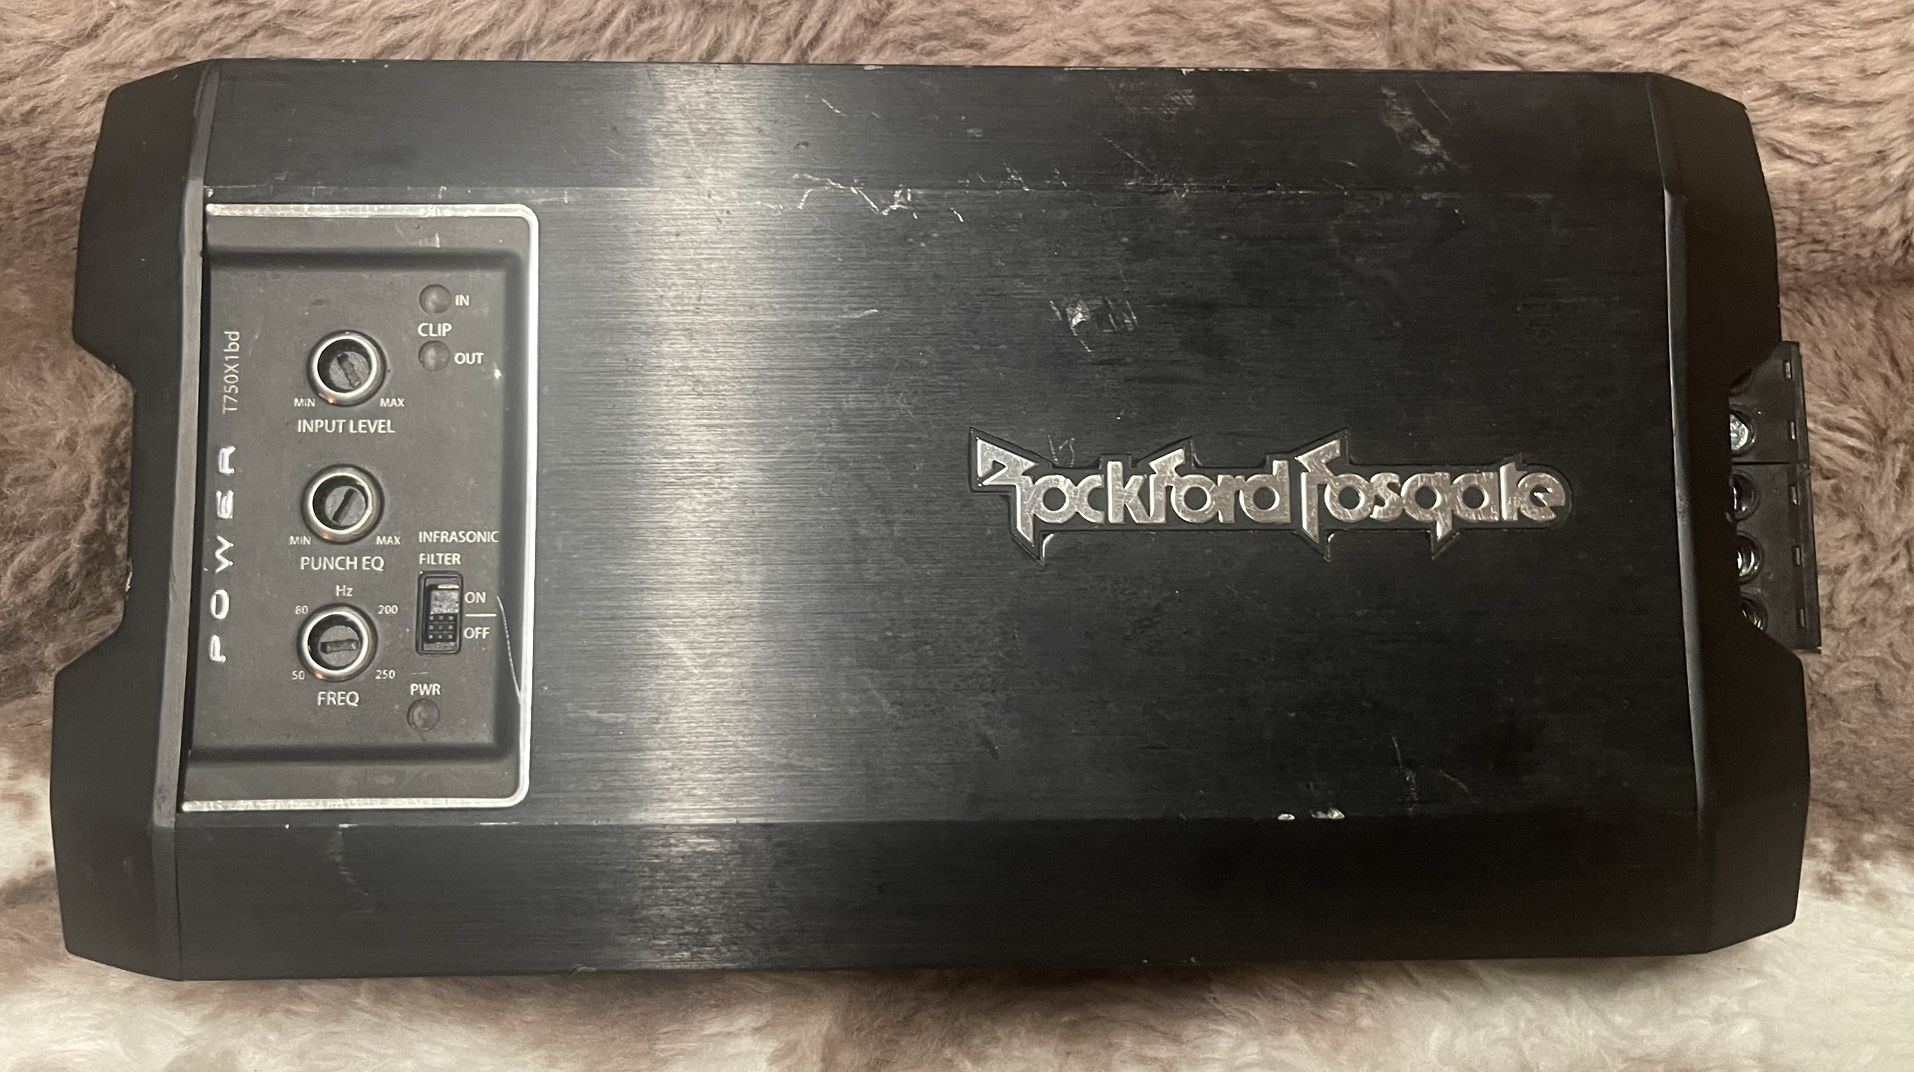 POWER T750X1bd
IN
CLIP
OUT
MIN MAX
INPUT LEVEL
MIN MAX
PUNCH EQ
INFRASONIC
FILTER
ON
OFF
Hz
80 200
50 250
FREQ
PWR
Rockford Fosgate